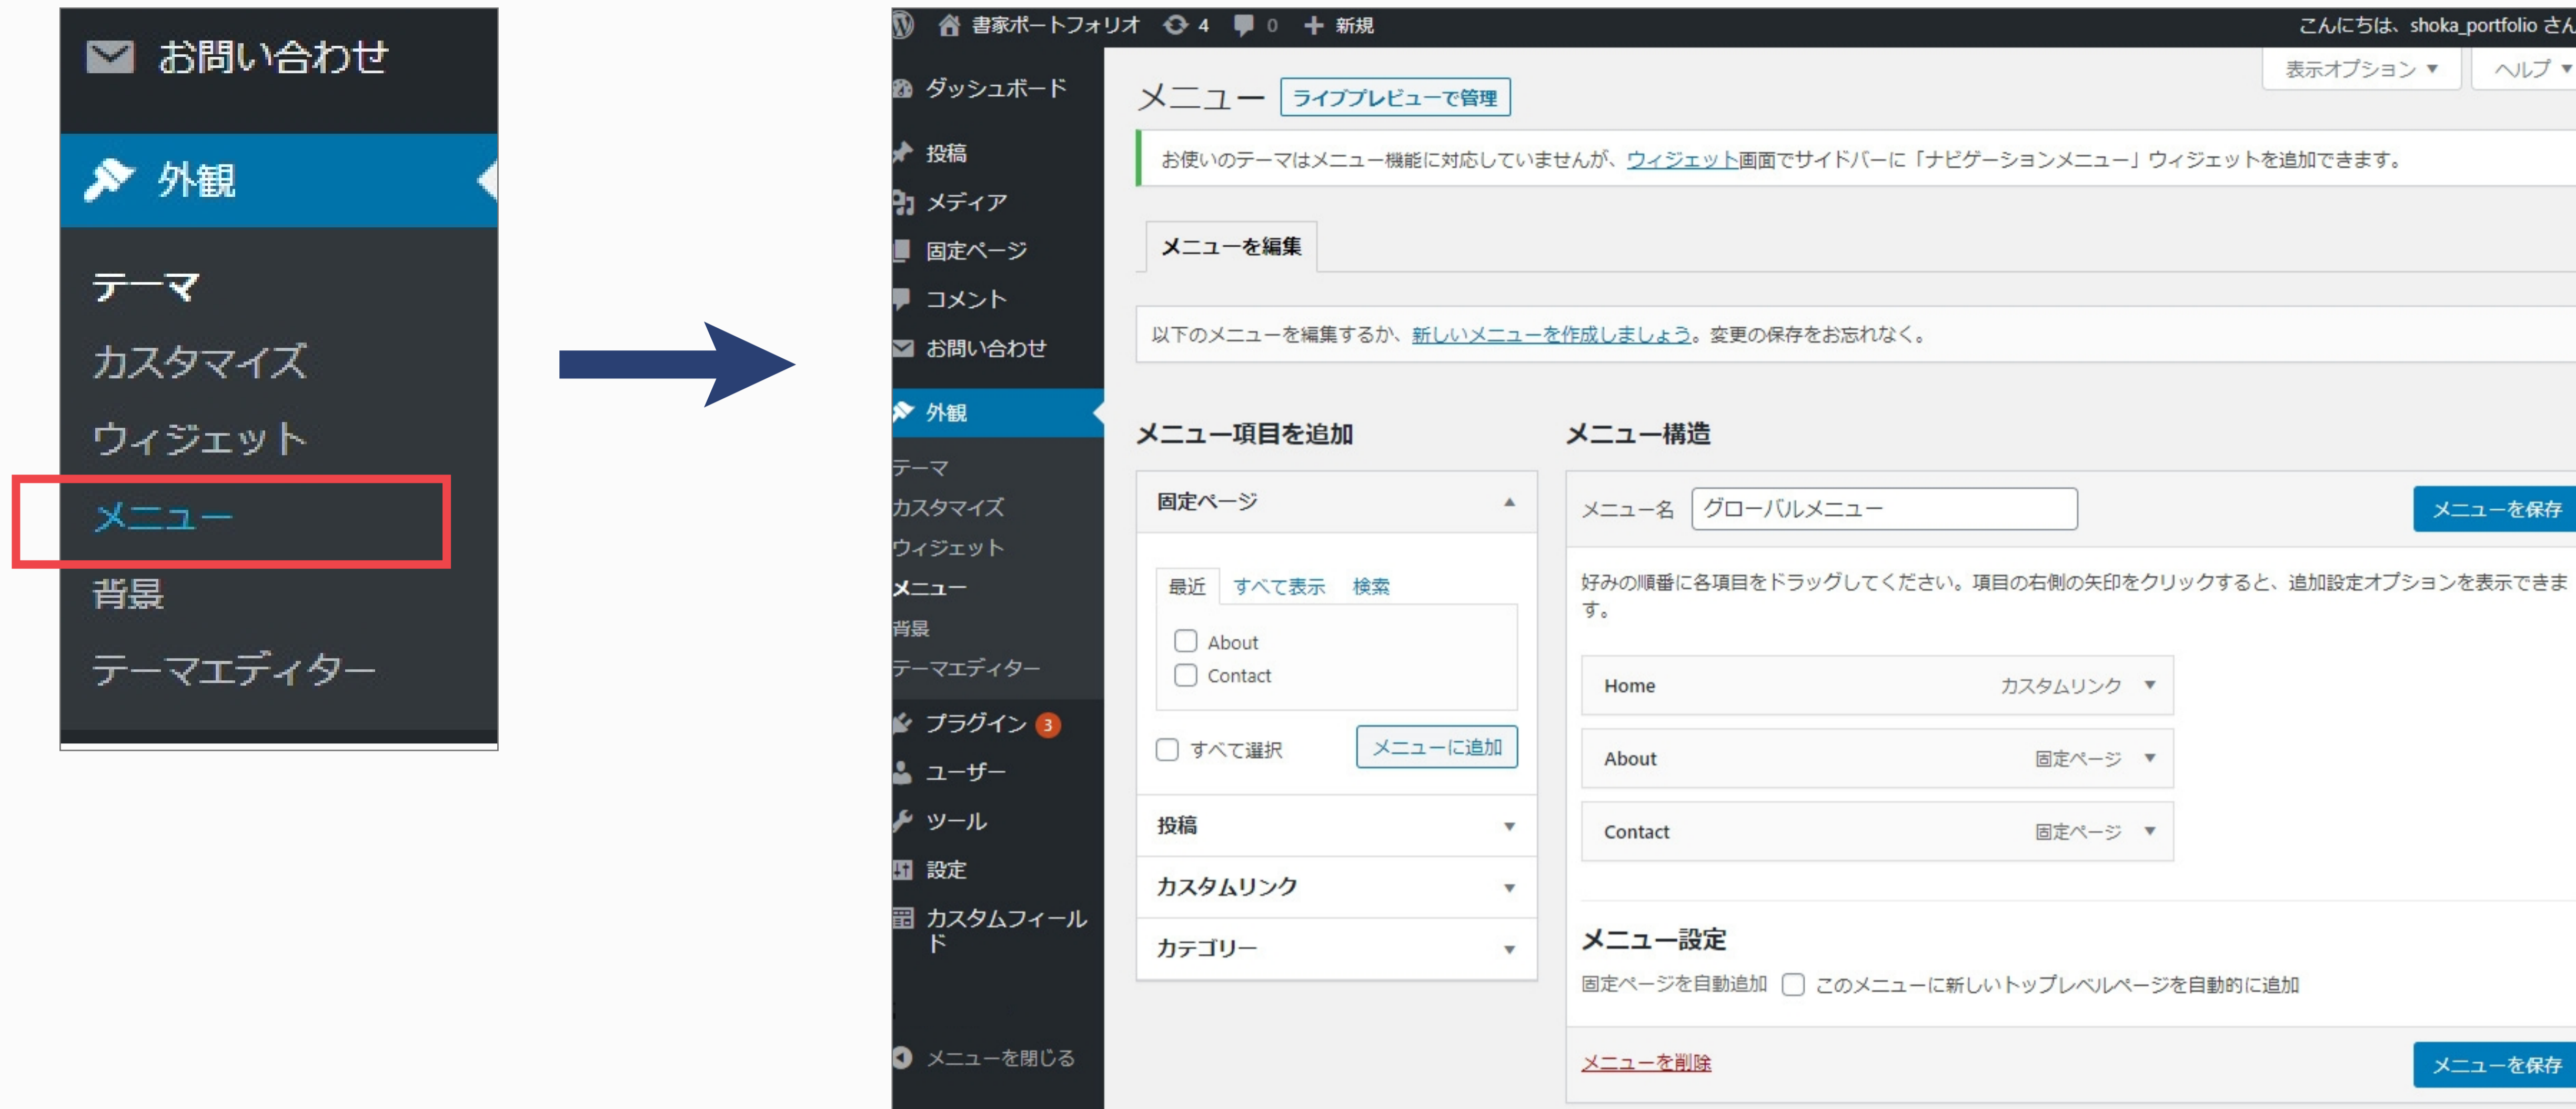 お問い合わせ
外観
テーマ
カスタマイズ
ウィジェット
メニュー
背景
テーマエディター
書家ポートフォリオ 4 0 新規
こんにちは、shoka_portfolio さん
ダッシュボード
投稿
メディア
固定ページ
コメント
お問い合わせ
外観
テーマ
カスタマイズ
ウィジェット
メニュー
背景
テーマエディター
プラグイン 3
ユーザー
ツール
設定
カスタムフィール
ド
メニューを閉じる
表示オプション ▼
ヘルプ ▼
メニュー ライブプレビューで管理
お使いのテーマはメニュー機能に対応していませんが、ウィジェット画面でサイドバーに「ナビゲーションメニュー」ウィジェットを追加できます。
メニューを編集
以下のメニューを編集するか、新しいメニューを作成しましょう。変更の保存をお忘れなく。
メニュー項目を追加
固定ページ
最近 すべて表示 検索
About
Contact
すべて選択 メニューに追加
投稿
カスタムリンク
カテゴリー
メニュー構造
メニュー名 グローバルメニュー メニューを保存
好みの順番に各項目をドラッグしてください。項目の右側の矢印をクリックすると、追加設定オプションを表示できま
す。
Home カスタムリンク
About 固定ページ
Contact 固定ページ
メニュー設定
固定ページを自動追加 このメニューに新しいトップレベルページを自動的に追加
メニューを削除 メニューを保存